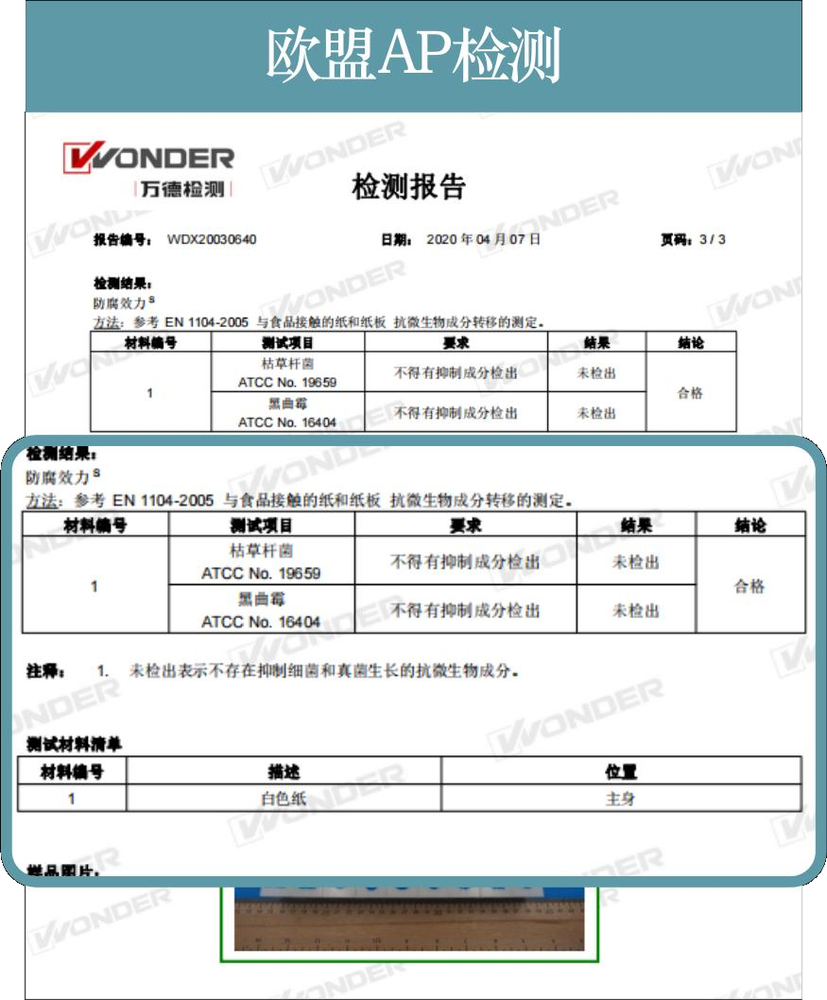 欧盟AP检测
WONDER
万德检测
检测报告
报告编号： WDX20030640 日期： 2020 年 04 月 07 日 页码：3 / 3
检测结果：
防腐效力 S
方法：参考 EN 1104-2005 与食品接触的纸和纸板 抗微生物成分转移的测定。
材料编号 测试项目 要求 结果 结论
1 枯草杆菌 ATCC No. 19659 不得有抑制成分检出 未检出 合格
黑曲霉 ATCC No. 16404 不得有抑制成分检出 未检出
检测结果：
防腐效力 S
方法：参考 EN 1104-2005 与食品接触的纸和纸板 抗微生物成分转移的测定。
材料编号 测试项目 要求 结果 结论
1 枯草杆菌 ATCC No. 19659 不得有抑制成分检出 未检出 合格
黑曲霉 ATCC No. 16404 不得有抑制成分检出 未检出
注释： 1. 未检出表示不存在抑制细菌和真菌生长的抗微生物成分。
测试材料清单
材料编号 描述 位置
1 白色纸 主身
样品图片：